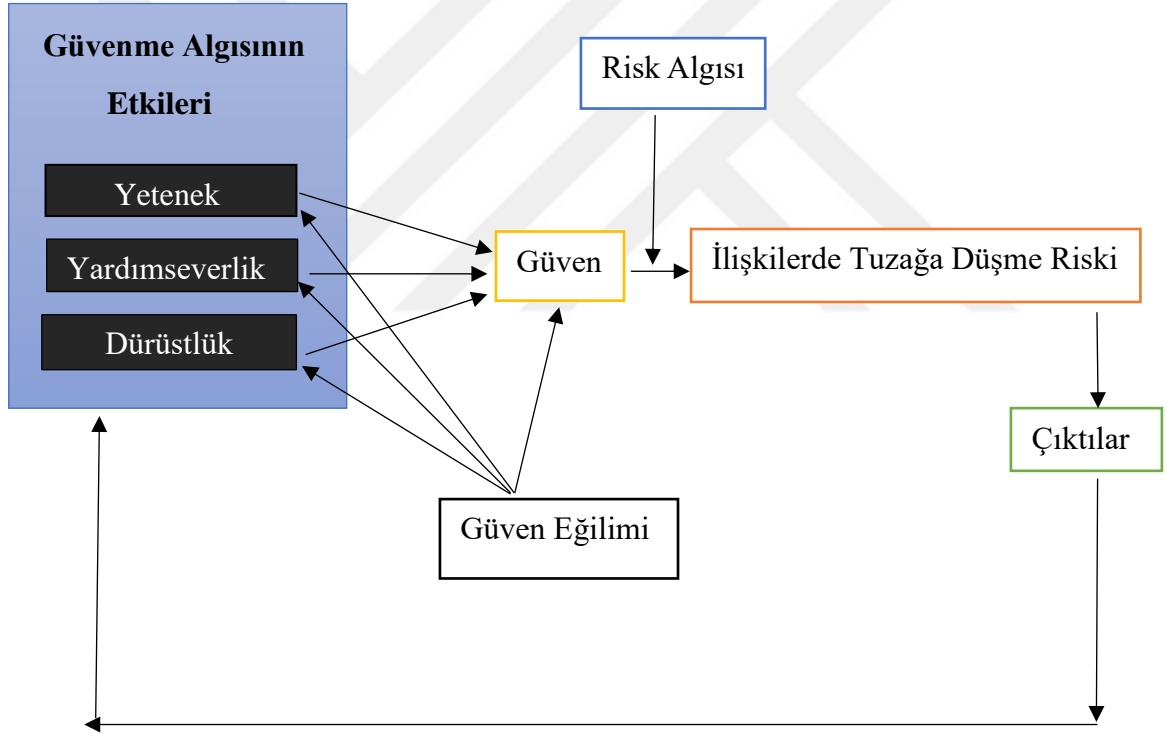 Güvenme Algısının
Etkileri
Yetenek
Yardımseverlik
Dürüstlük
Risk Algısı
Güven
İlişkilerde Tuzağa Düşme Riski
Çıktılar
Güven Eğilimi